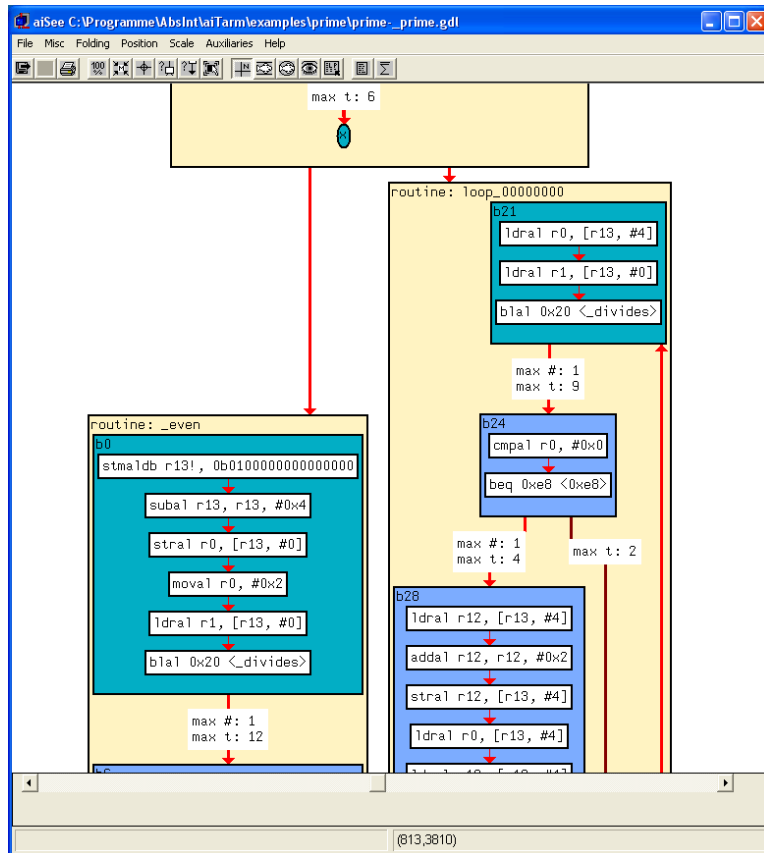 aiSee C:\Programme\AbsInt\aiTarm\examples\prime\prime-_prime.gdl
File Misc Folding Position Scale Auxiliaries Help
100 %
max t: 6
x
routine: loop_00000000
b21
ldral r0, [r13, #4]
ldral r1, [r13, #0]
blal 0x20 <_divides>
max #: 1
max t: 9
b24
cmpal r0, #0x0
beq 0xe8 <0xe8>
max #: 1
max t: 4
max t: 2
b28
ldral r12, [r13, #4]
addal r12, r12, #0x2
stral r12, [r13, #4]
ldral r0, [r13, #4]
routine: _even
b0
stmaldb r13!, 0b0100000000000000
subal r13, r13, #0x4
stral r0, [r13, #0]
moval r0, #0x2
ldral r1, [r13, #0]
blal 0x20 <_divides>
max #: 1
max t: 12
(813,3810)